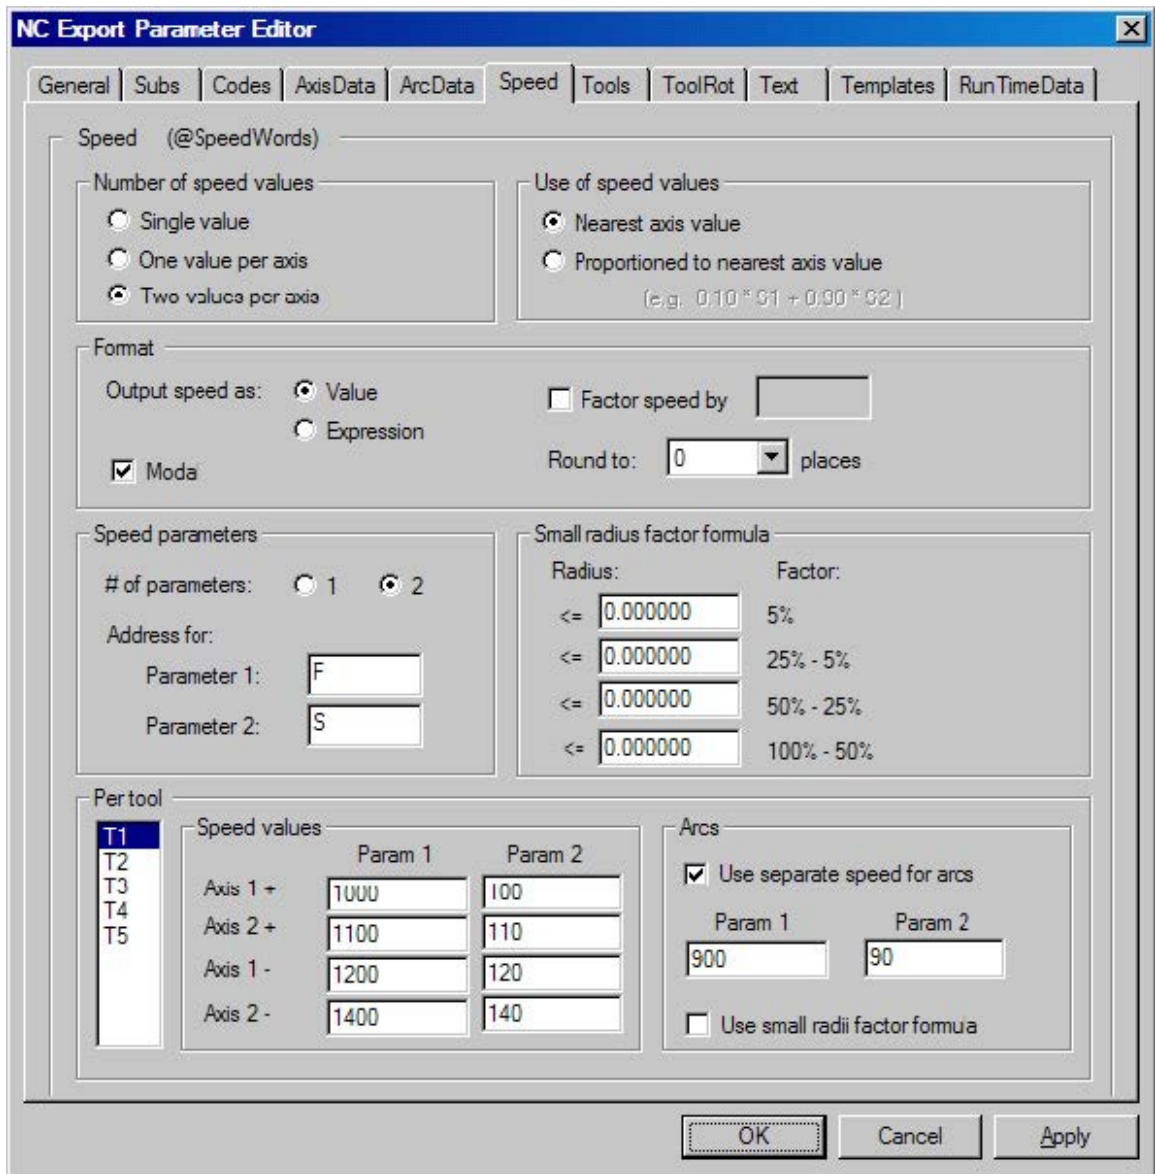 NC Export Parameter Editor
General Subs Codes AxisData ArcData Speed Tools ToolRot Text Templates RunTimeData
Speed (@SpeedWords)
Number of speed values
Single value
One value per axis
Two values per axis
Use of speed values
Nearest axis value
Proportioned to nearest axis value
(e.g. 0.10 * S1 + 0.90 * S2 )
Format
Output speed as: Value
Expression
Moda
Factor speed by
Round to: 0 places
Speed parameters
# of parameters: 1 2
Address for:
Parameter 1: F
Parameter 2: S
Small radius factor formula
Radius: Factor:
<= 0.000000 5%
<= 0.000000 25% - 5%
<= 0.000000 50% - 25%
<= 0.000000 100% - 50%
Per tool
T1
T2
T3
T4
T5
Speed values
Param 1 Param 2
Axis 1 + 1000 100
Axis 2 + 1100 110
Axis 1 - 1200 120
Axis 2 - 1400 140
Arcs
Use separate speed for arcs
Param 1 Param 2
900 90
Use small radii factor formula
OK Cancel Apply